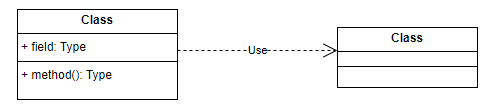 Class
+ field: Type
+ method(): Type
Use
Class